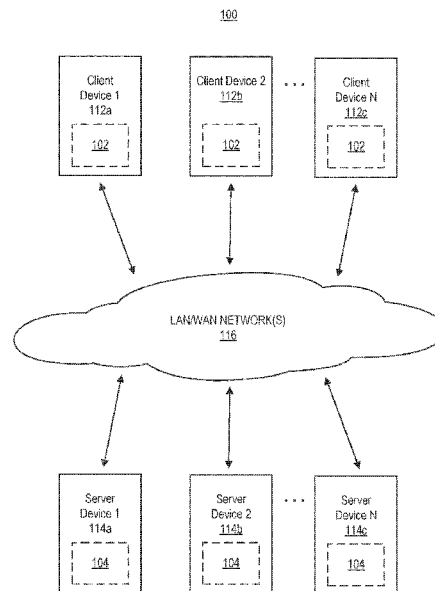 100
Client
Device 1
112a
102
Client Device 2
112b
102
Client
Device N
112c
102
LAN/WAN NETWORK(S)
116
Server
Device 1
114a
104
Server
Device 2
114b
104
Server
Device N
114c
104